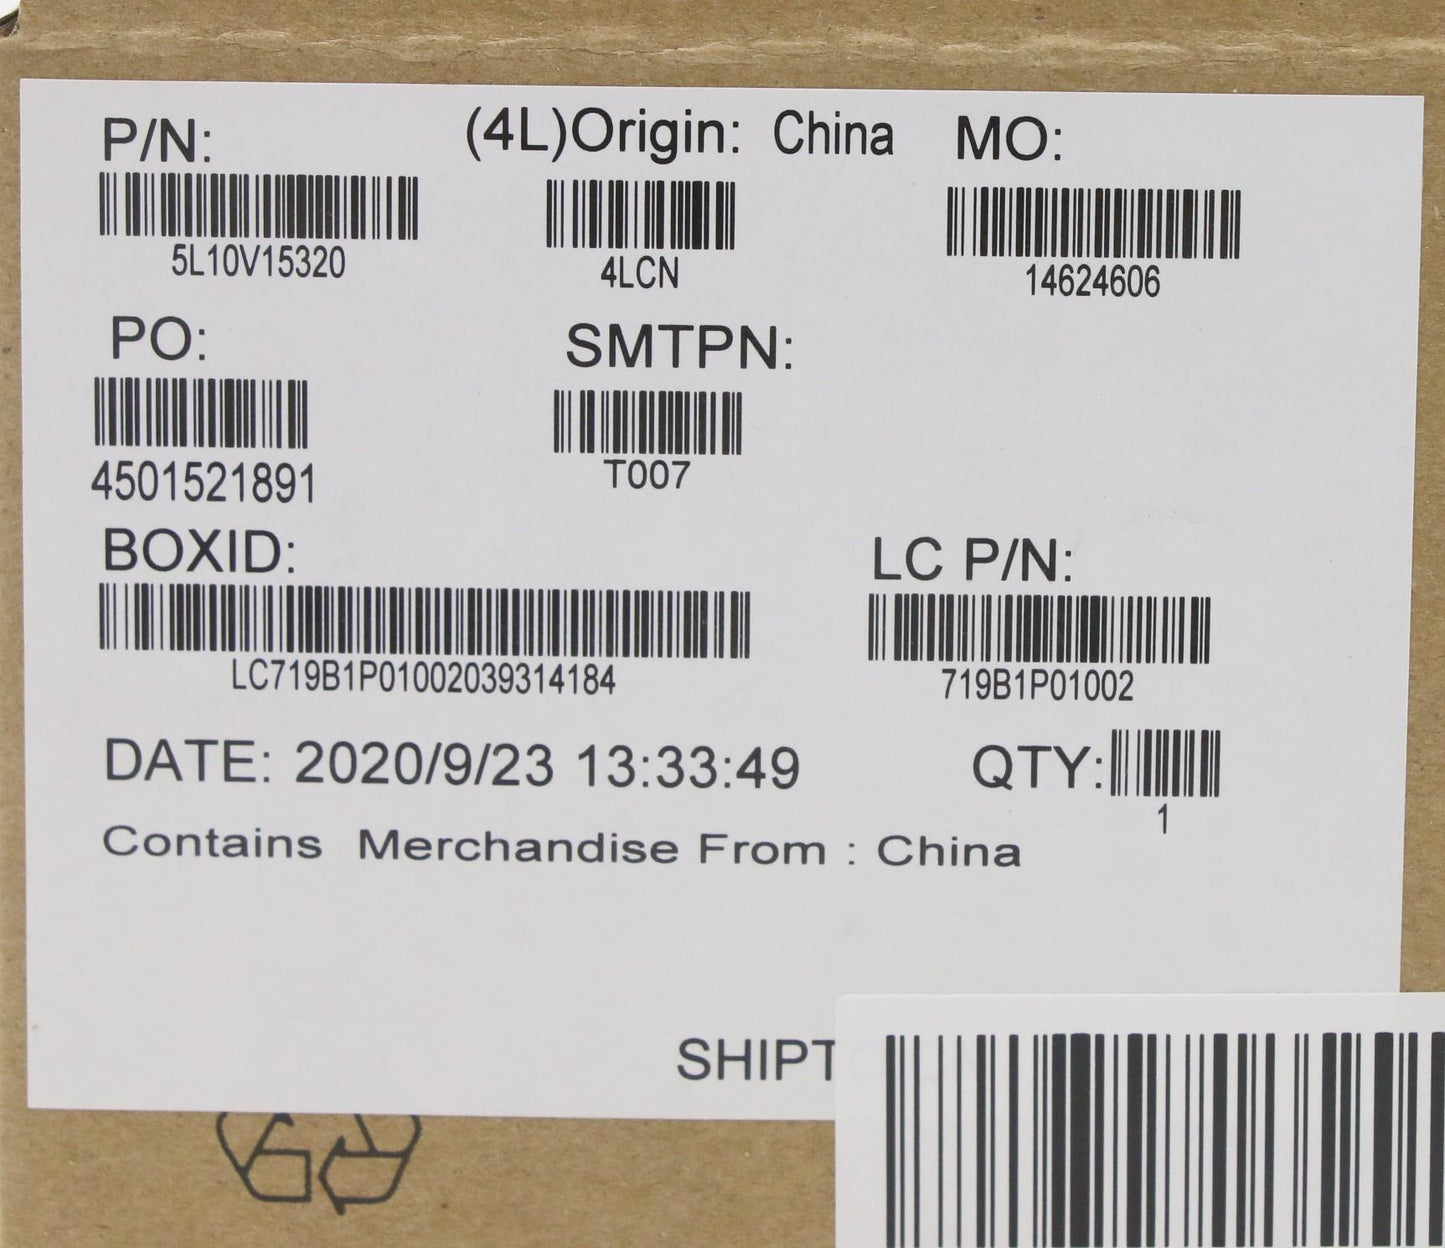 P/N: (4L)Origin: China MO:
5L10V15320 4LCN 14624606
PO: SMTPN:
4501521891 T007
BOXID: LC P/N:
LC719B1P01002039314184 719B1P01002
DATE: 2020/9/23 13:33:49 QTY:
1
Contains Merchandise From : China
SHIPT